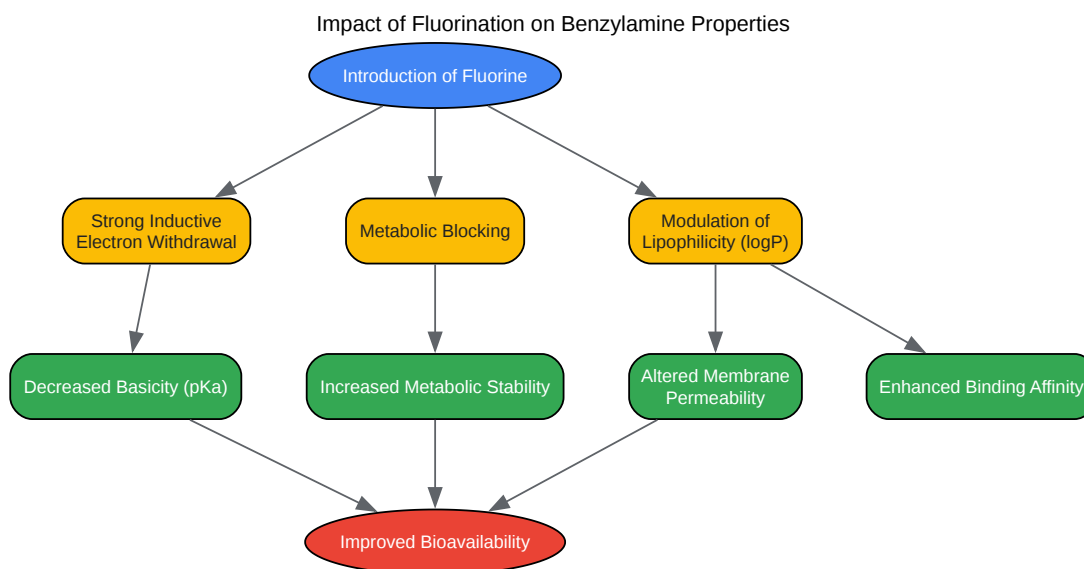 Impact of Fluorination on Benzylamine Properties
Introduction of Fluorine
Strong Inductive
Electron Withdrawal
Metabolic Blocking
Modulation of
Lipophilicity (logP)
Decreased Basicity (pKa)
Increased Metabolic Stability
Altered Membrane
Permeability
Enhanced Binding Affinity
Improved Bioavailability